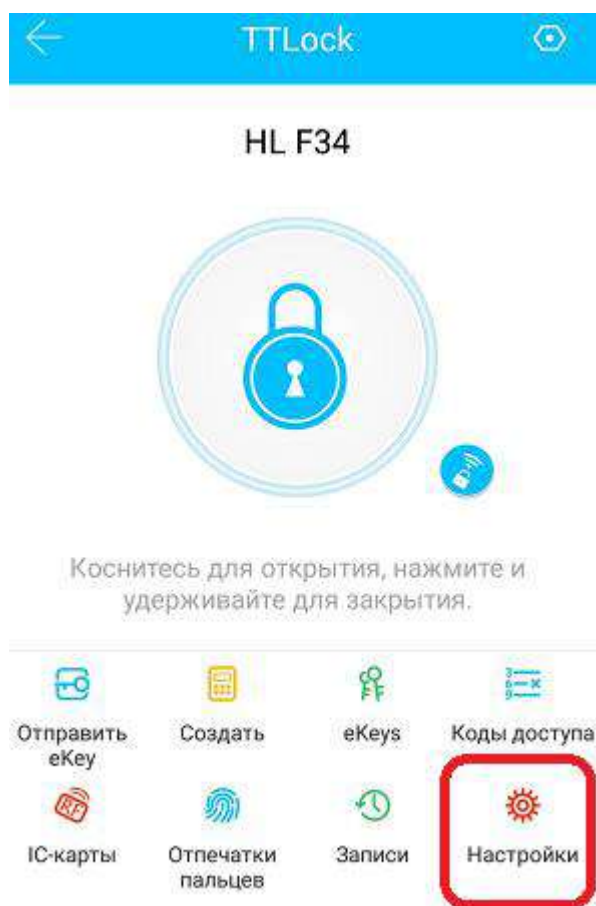 TTLock
HL F34
Коснитесь для открытия, нажмите и
удерживайте для закрытия.
Отправить
eKey
Создать
eKeys
Коды доступа
IC-карты
Отпечатки
пальцев
Записи
Настройки